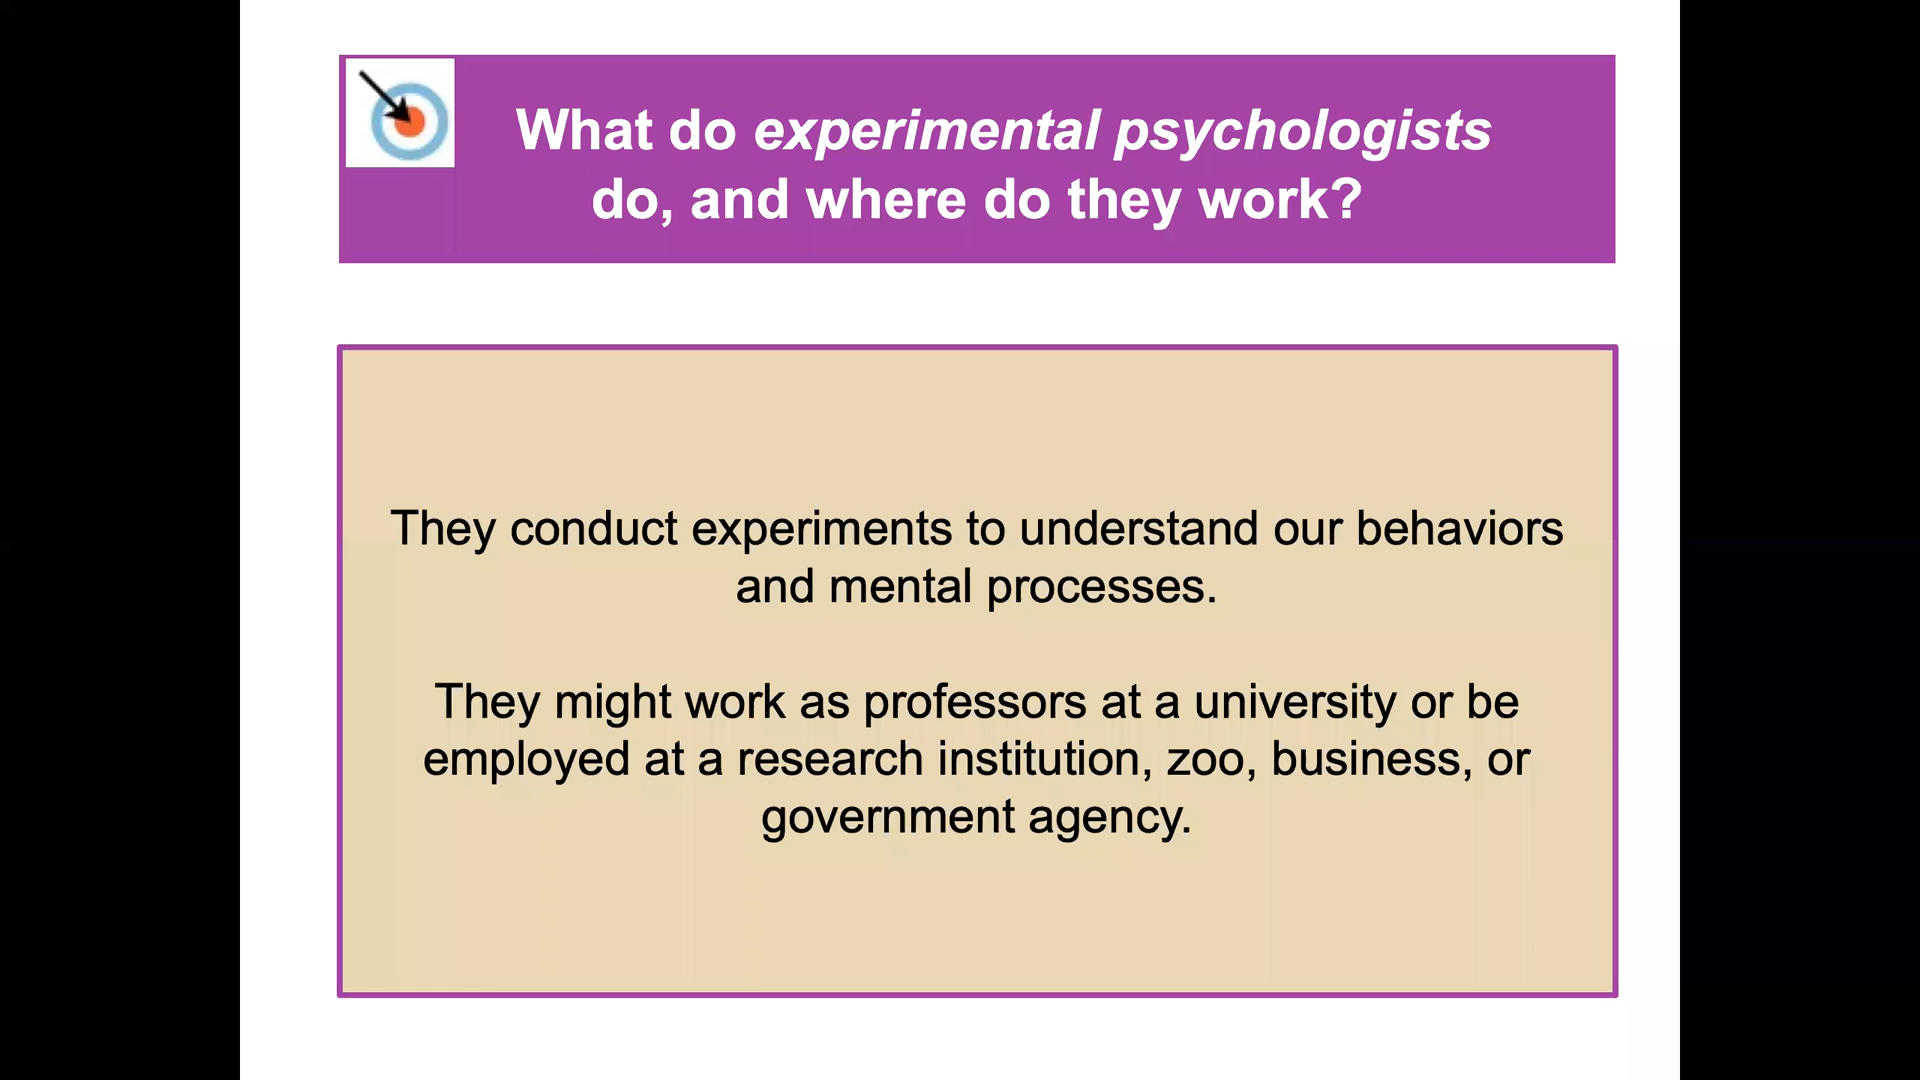 What do experimental psychologists
do, and where do they work?
They conduct experiments to understand our behaviors
and mental processes.
They might work as professors at a university or be
employed at a research institution, zoo, business, or
government agency.